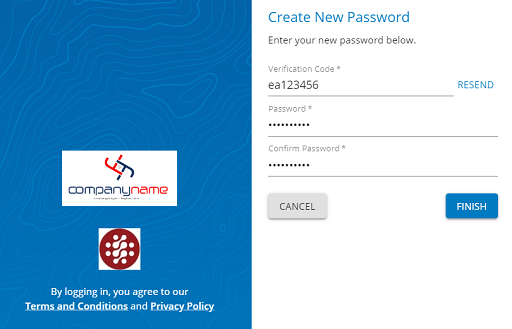 Create New Password
Enter your new password below.
Verification Code *
ea123456
RESEND
Password *
••••••••••
Confirm Password *
••••••••••
CANCEL
FINISH
companyname
By logging in, you agree to our
Terms and Conditions and Privacy Policy